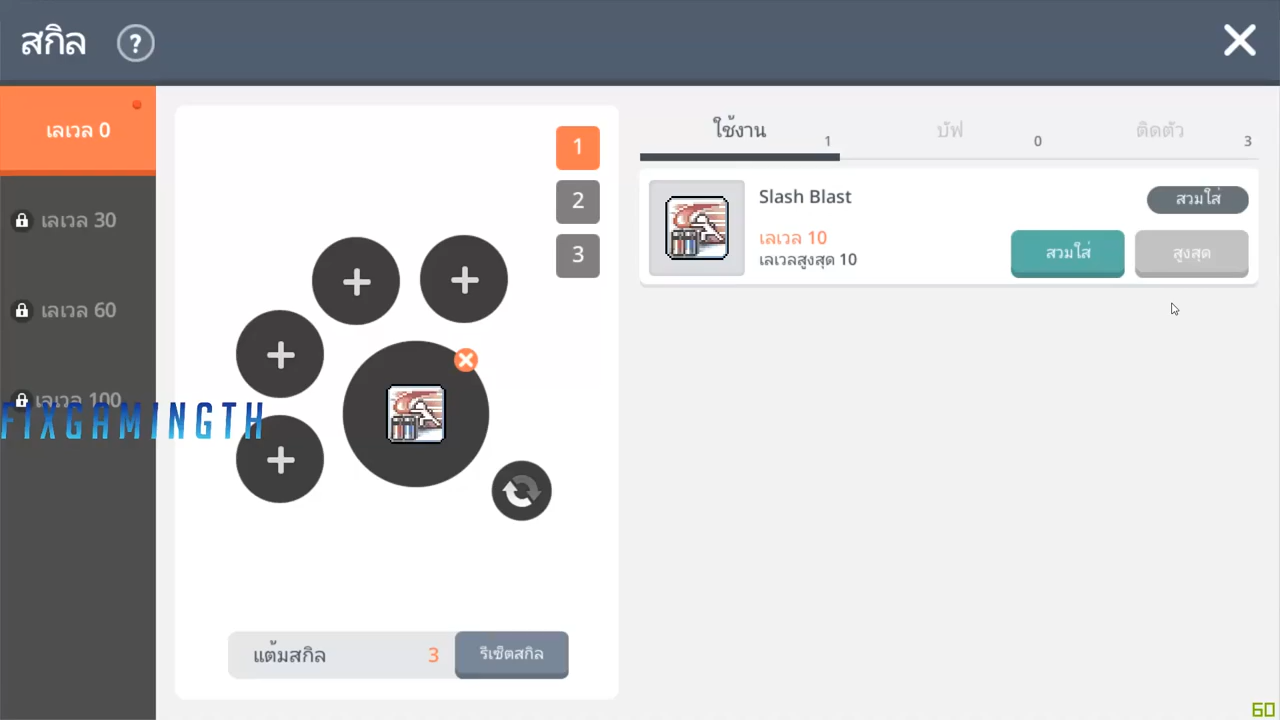 สกิล ?
เลเวล 0
เลเวล 30
เลเวล 60
เลเวล 100
FIXGAMINGTH
1
2
3
แต้มสกิล 3
รีเซ็ตสกิล
ใช้งาน 1
บัฟ 0
ติดตัว 3
Slash Blast
สวมใส่
เลเวล 10
เลเวลสูงสุด 10
สวมใส่
สูงสุด
60